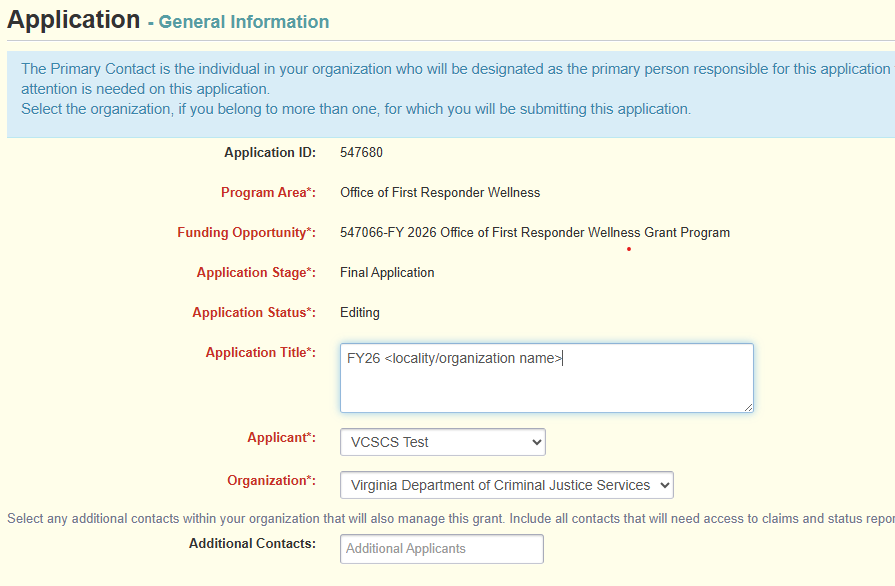 Application - General Information
The Primary Contact is the individual in your organization who will be designated as the primary person responsible for this application
attention is needed on this application.
Select the organization, if you belong to more than one, for which you will be submitting this application.
Application ID: 547680
Program Area*: Office of First Responder Wellness
Funding Opportunity*: 547066-FY 2026 Office of First Responder Wellness Grant Program
Application Stage*: Final Application
Application Status*: Editing
Application Title*: FY26 <locality/organization name>
Applicant*: VCSCS Test
Organization*: Virginia Department of Criminal Justice Services
Select any additional contacts within your organization that will also manage this grant. Include all contacts that will need access to claims and status repor
Additional Contacts: Additional Applicants